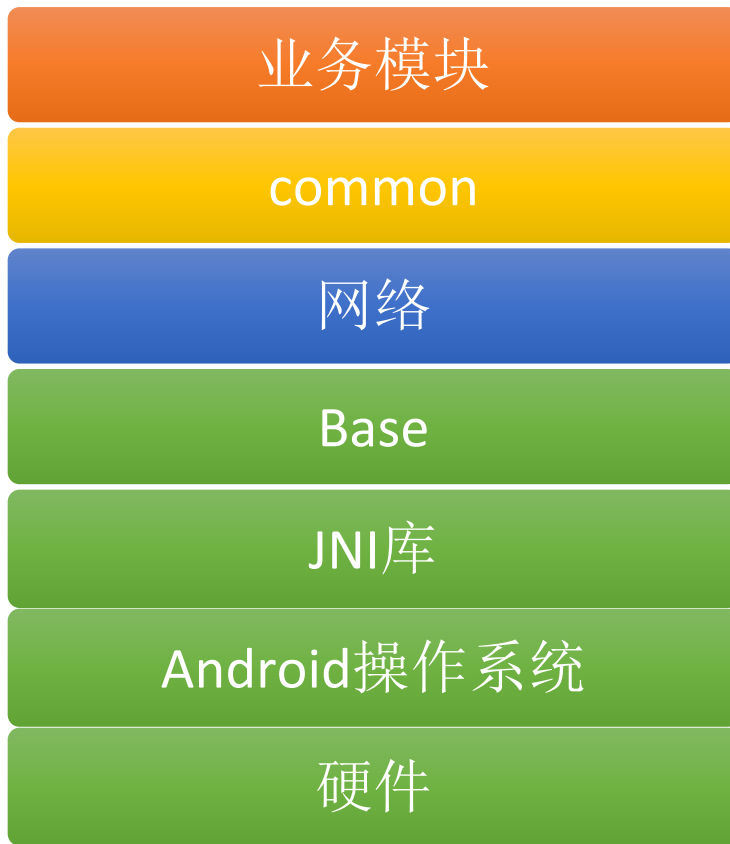 业务模块
common
网络
Base
JNI库
Android操作系统
硬件